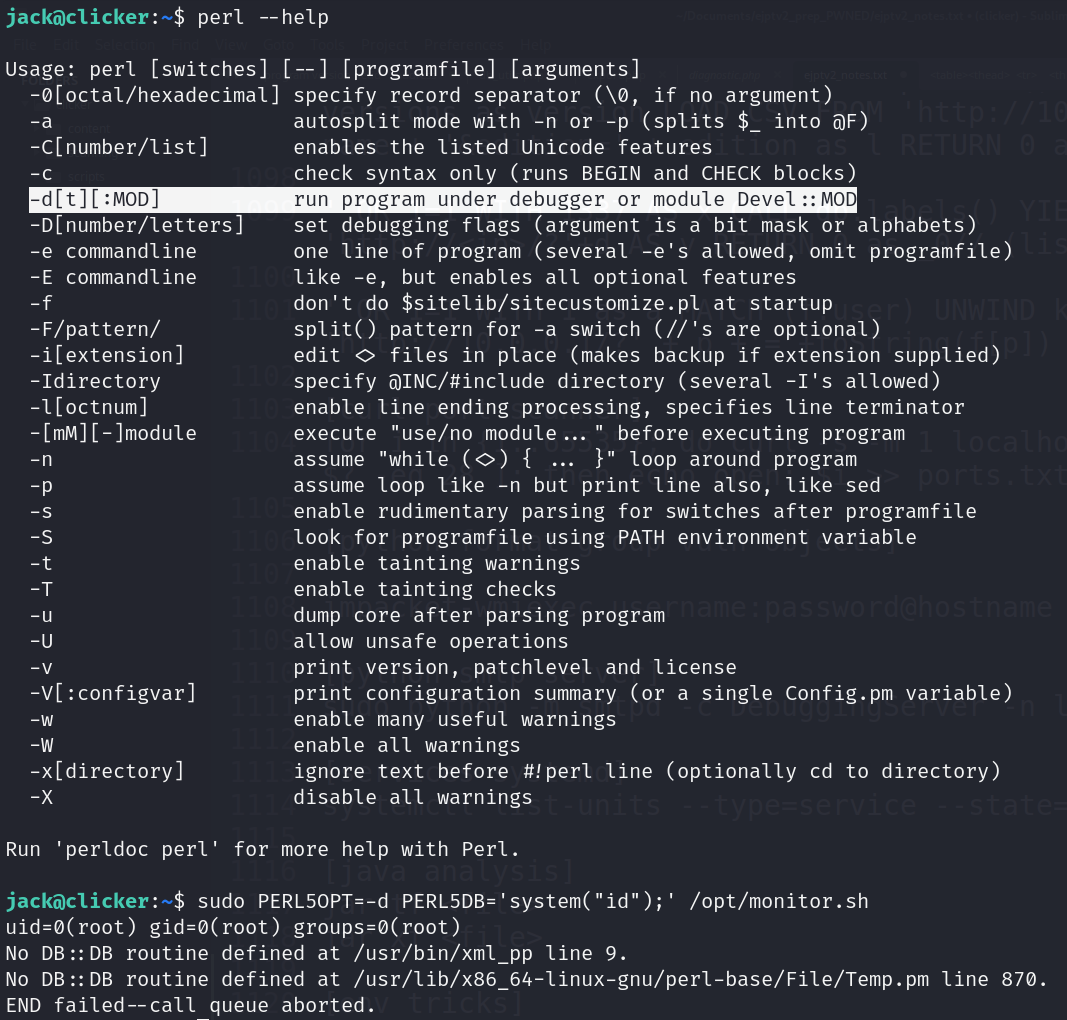 jack@clicker:~$ perl --help
Usage: perl [switches] [--] [programfile] [arguments]
-0[octal/hexadecimal] specify record separator (\0, if no argument)
-a autosplit mode with -n or -p (splits $_ into @F)
-C[number/list] enables the listed Unicode features
-c check syntax only (runs BEGIN and CHECK blocks)
-d[t][:MOD] run program under debugger or module Devel::MOD
-D[number/letters] set debugging flags (argument is a bit mask or alphabets)
-e commandline one line of program (several -e's allowed, omit programfile)
-E commandline like -e, but enables all optional features
-f don't do $sitelib/sitecustomize.pl at startup
-F/pattern/ split() pattern for -a switch (//'s are optional)
-i[extension] edit <> files in place (makes backup if extension supplied)
-Idirectory specify @INC/#include directory (several -I's allowed)
-l[octnum] enable line ending processing, specifies line terminator
-[mM][-]module execute "use/no module..." before executing program
-n assume "while (<>) { ... }" loop around program
-p assume loop like -n but print line also, like sed
-s enable rudimentary parsing for switches after programfile
-S look for programfile using PATH environment variable
-t enable tainting warnings
-T enable tainting checks
-u dump core after parsing program
-U allow unsafe operations
-v print version, patchlevel and license
-V[:configvar] print configuration summary (or a single Config.pm variable)
-w enable many useful warnings
-W enable all warnings
-x[directory] ignore text before #!perl line (optionally cd to directory)
-X disable all warnings
Run 'perldoc perl' for more help with Perl.
jack@clicker:~$ sudo PERL5OPT=-d PERL5DB='system("id");' /opt/monitor.sh
uid=0(root) gid=0(root) groups=0(root)
No DB::DB routine defined at /usr/bin/xml_pp line 9.
No DB::DB routine defined at /usr/lib/x86_64-linux-gnu/perl-base/File/Temp.pm line 870.
END failed--call queue aborted.